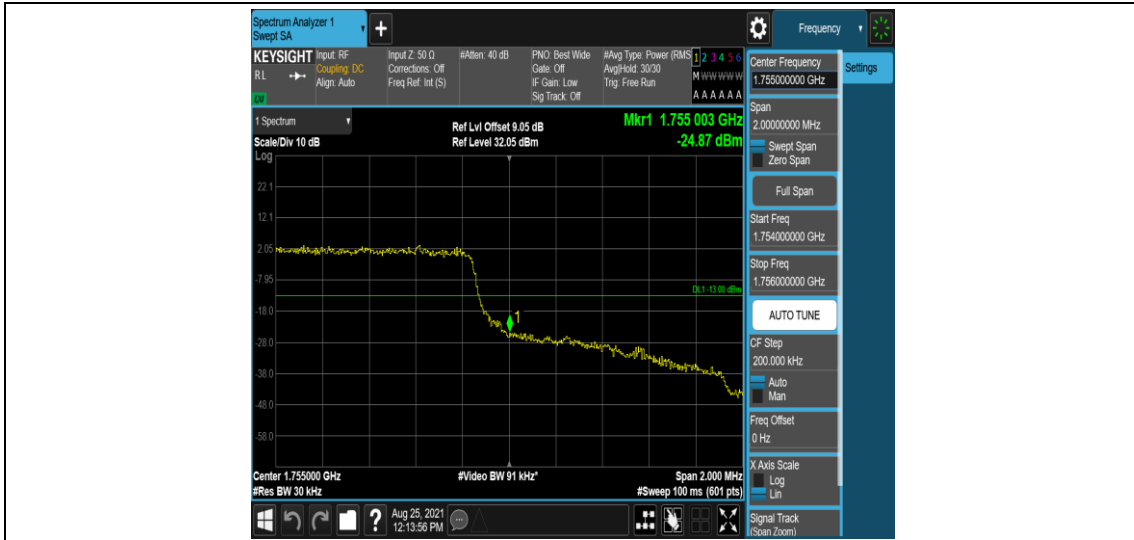 Spectrum Analyzer 1
Swept SA
+
Frequency
KEYSIGHT
RL
Input: RF
Coupling: DC
Align: Auto
Input Z: 50 Ω
Corrections: Off
Freq Ref: Int (S)
#Atten: 40 dB
PNO: Best Wide
Gate: Off
IF Gain: Low
Sig Track: Off
#Avg Type: Power (RMS
Avg|Hold: 30/30
Trig: Free Run
1 2 3 4 5 6
M W W W W W
A A A A A A
1 Spectrum
Scale/Div 10 dB
Log
Ref Lvl Offset 9.05 dB
Ref Level 32.05 dBm
Mkr1 1.755 003 GHz
-24.87 dBm
22.1
12.1
2.05
-7.95
-18.0
-28.0
-38.0
-48.0
-58.0
DL1 -13.00 dBm
1
Center 1.755000 GHz
#Res BW 30 kHz
#Video BW 91 kHz*
Span 2.000 MHz
#Sweep 100 ms (601 pts)
Center Frequency
1.755000000 GHz
Settings
Span
2.00000000 MHz
Swept Span
Zero Span
Full Span
Start Freq
1.754000000 GHz
Stop Freq
1.756000000 GHz
AUTO TUNE
CF Step
200.000 kHz
Auto
Man
Freq Offset
0 Hz
X Axis Scale
Log
Lin
Signal Track
(Span Zoom)
?
Aug 25, 2021
12:13:56 PM